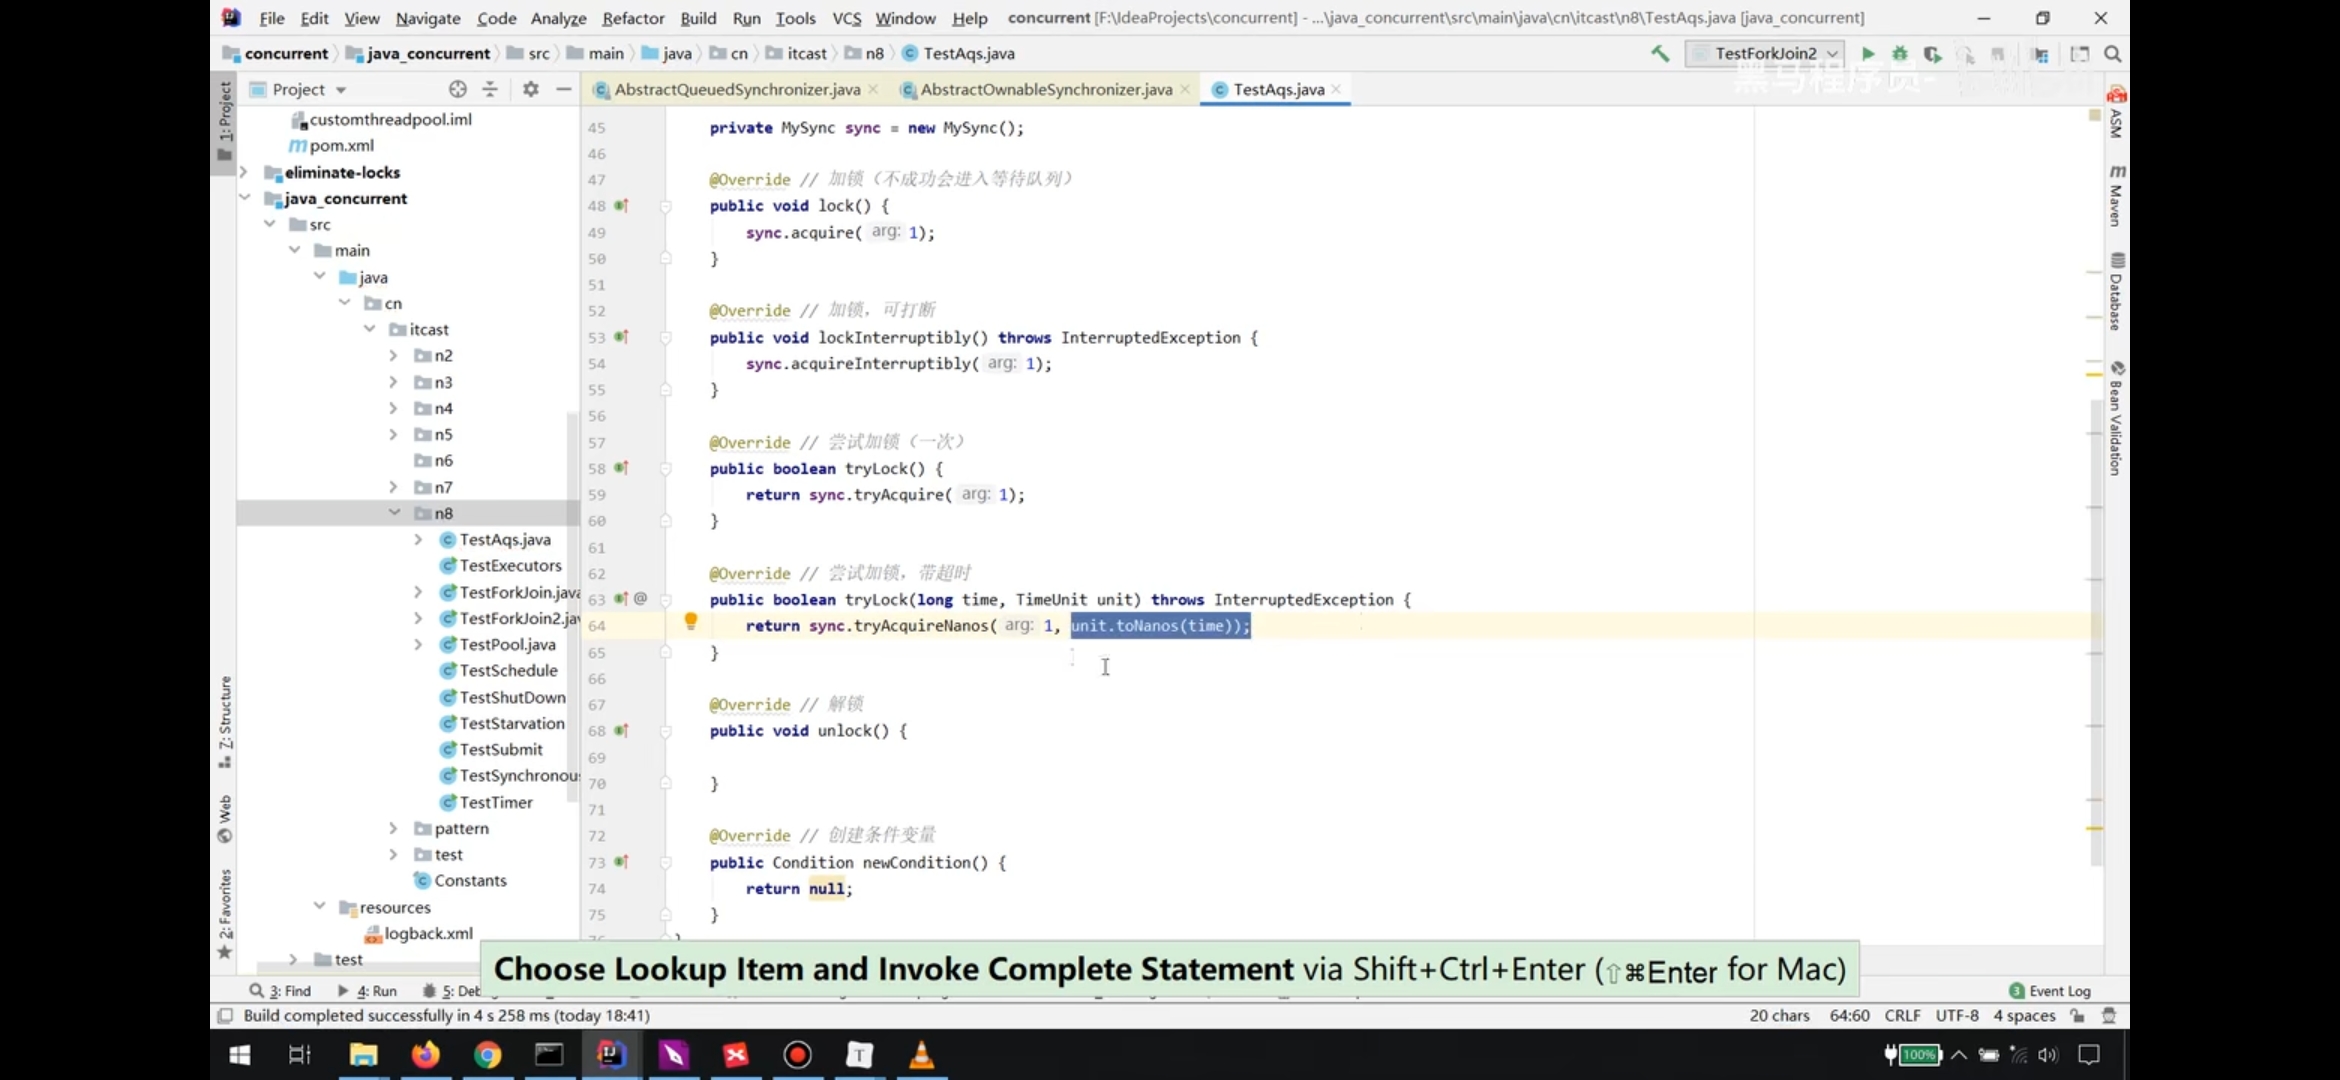 File Edit View Navigate Code Analyze Refactor Build Run Tools VCS Window Help concurrent [F:\IdeaProjects\concurrent] - ...\java_concurrent\src\main\java\cn\itcast\n8\TestAqs.java [java_concurrent]
concurrent java_concurrent src main java cn itcast n8 TestAqs.java TestForkJoin2
黑马程序员-
Project AbstractQueuedSynchronizer.java AbstractOwnableSynchronizer.java TestAqs.java
1: Project
7: Structure
Web
2: Favorites
customthreadpool.iml
pom.xml
eliminate-locks
java_concurrent
src
main
java
cn
itcast
n2
n3
n4
n5
n6
n7
n8
TestAqs.java
TestExecutors
TestForkJoin.java
TestForkJoin2.jav
TestPool.java
TestSchedule
TestShutDown
TestStarvation
TestSubmit
TestSynchronous
TestTimer
pattern
test
Constants
resources
logback.xml
test
45 private MySync sync = new MySync();
46
47 @Override // 加锁（不成功会进入等待队列）
48 public void lock() {
49 sync.acquire( arg: 1);
50 }
51
52 @Override // 加锁，可打断
53 public void lockInterruptibly() throws InterruptedException {
54 sync.acquireInterruptibly( arg: 1);
55 }
56
57 @Override // 尝试加锁（一次）
58 public boolean tryLock() {
59 return sync.tryAcquire( arg: 1);
60 }
61
62 @Override // 尝试加锁，带超时
63 @ public boolean tryLock(long time, TimeUnit unit) throws InterruptedException {
64 return sync.tryAcquireNanos( arg: 1, unit.toNanos(time));
65 }
66
67 @Override // 解锁
68 public void unlock() {
69
70 }
71
72 @Override // 创建条件变量
73 public Condition newCondition() {
74 return null;
75 }
}
ASM
Maven
Database
Bean Validation
Choose Lookup Item and Invoke Complete Statement via Shift+Ctrl+Enter (⇧⌘Enter for Mac)
3: Find 4: Run 5: Deb 3 Event Log
Build completed successfully in 4 s 258 ms (today 18:41) 20 chars 64:60 CRLF UTF-8 4 spaces
T 100%